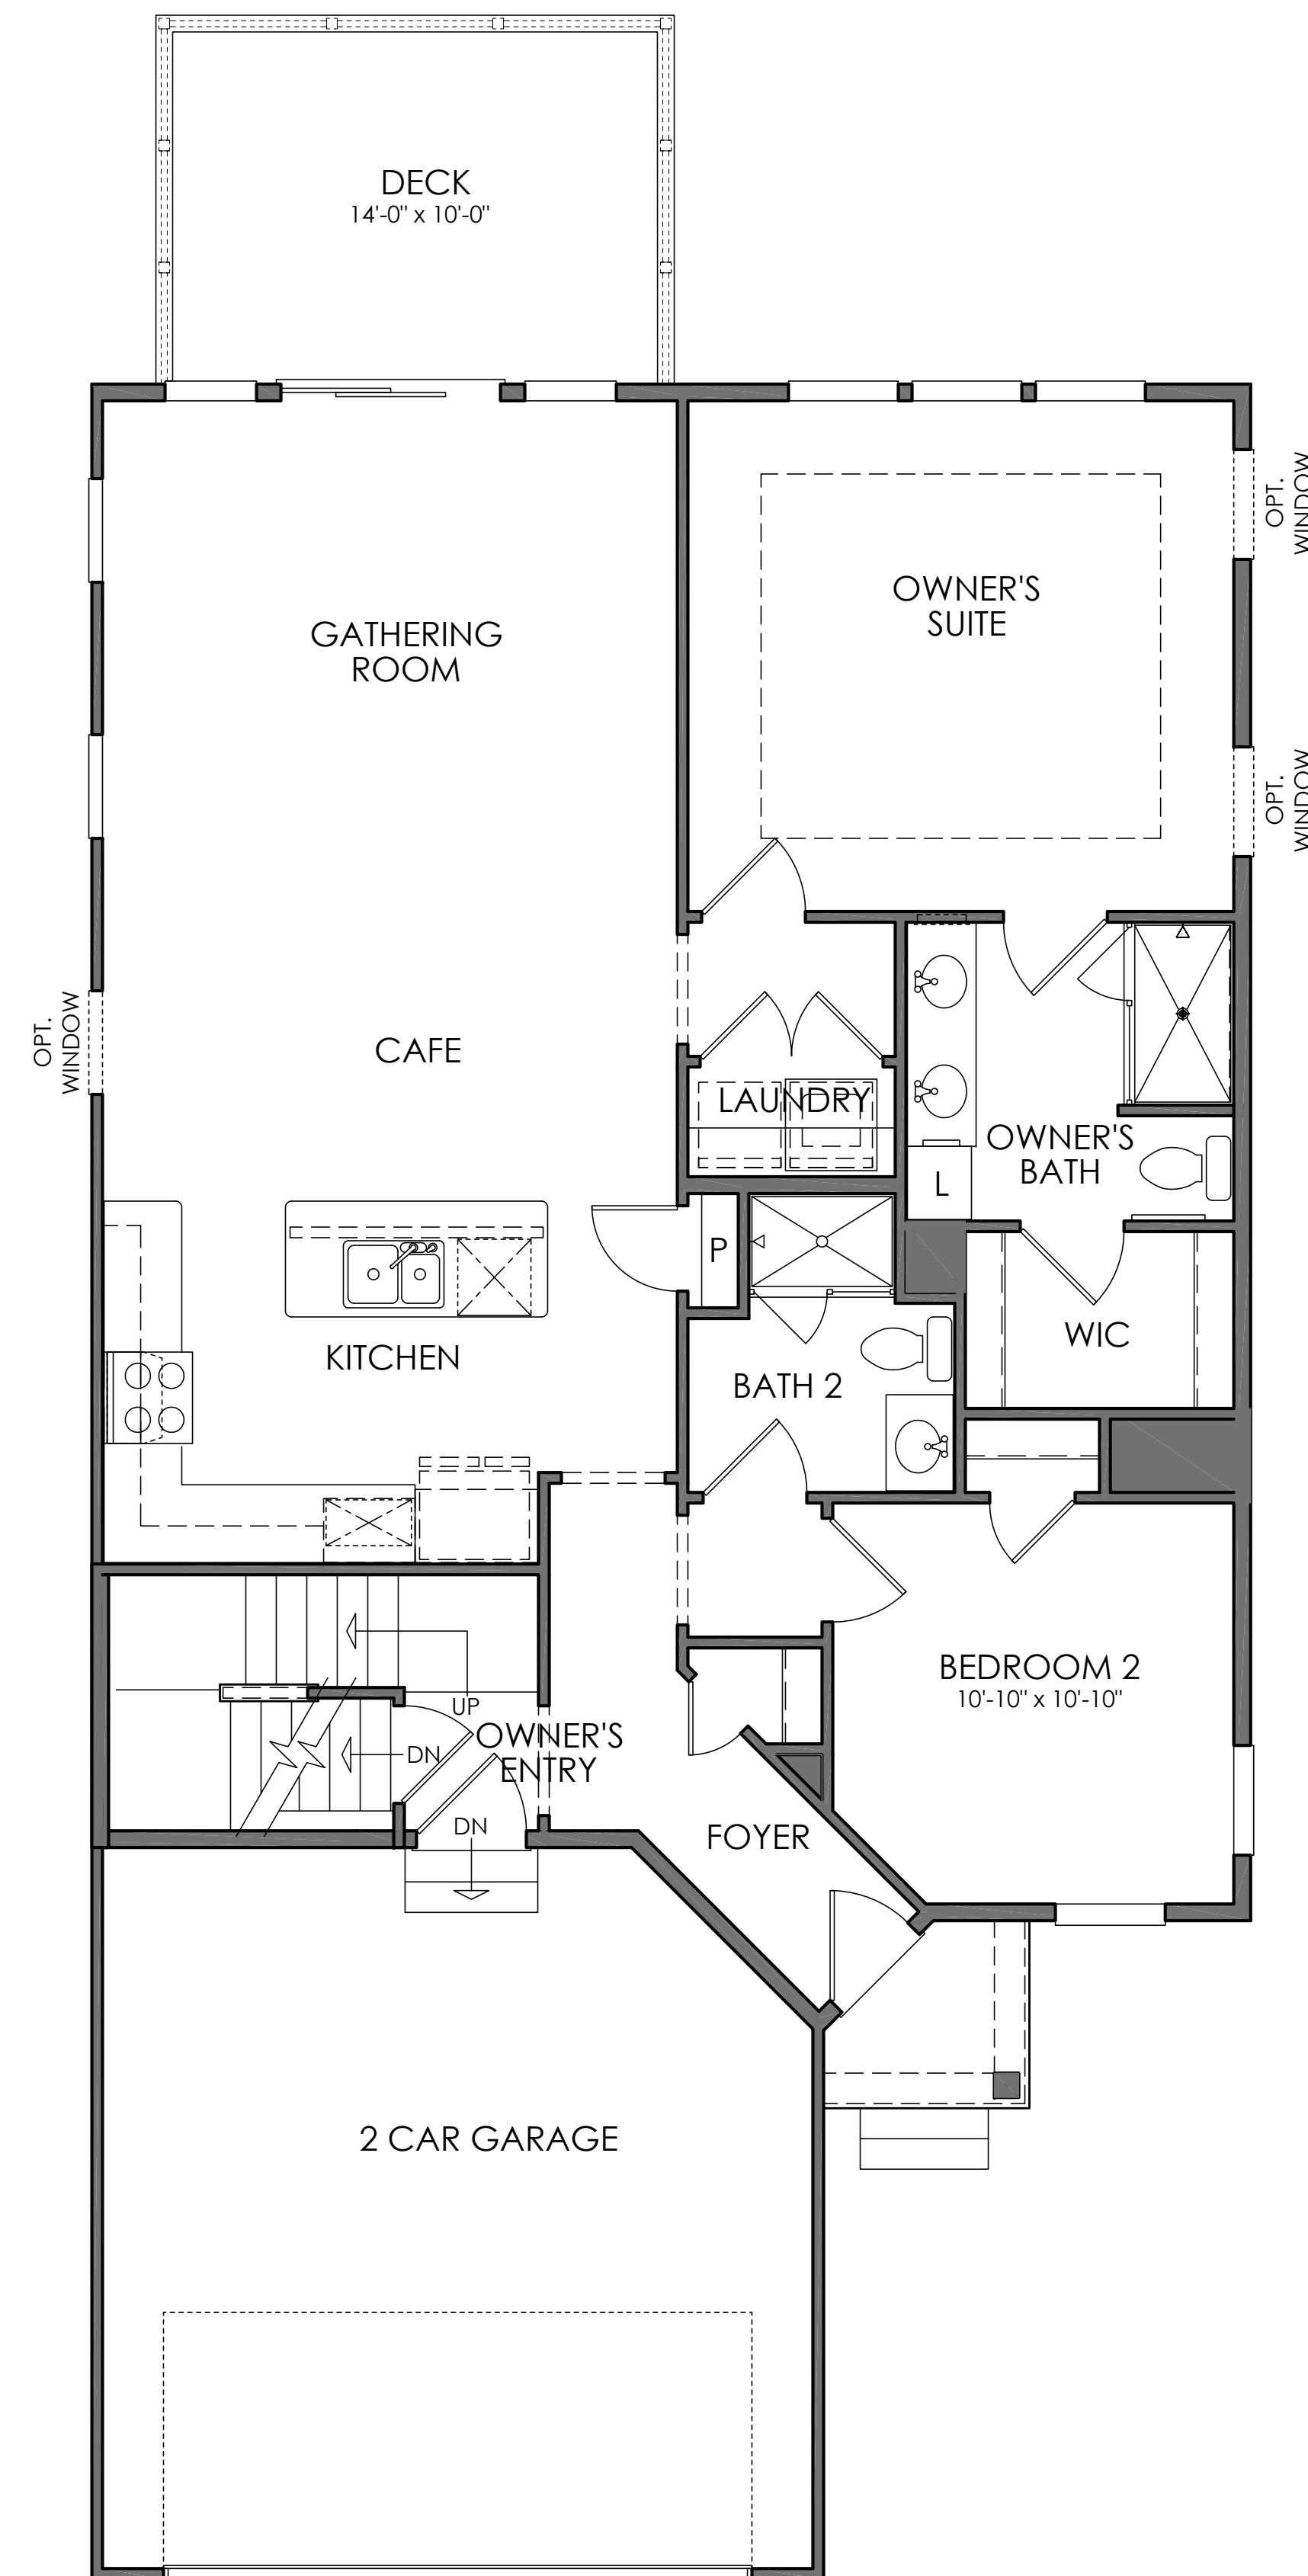 DECK
14'-0" x 10'-0"
OPT.
WINDOW
OWNER'S
SUITE
GATHERING
ROOM
OPT.
WINDOW
OPT.
WINDOW
CAFE
LAUNDRY
OWNER'S
BATH
L
P
KITCHEN
WIC
BATH 2
BEDROOM 2
10'-10" x 10'-10"
UP
OWNER'S
ENTRY
DN
DN
FOYER
2 CAR GARAGE